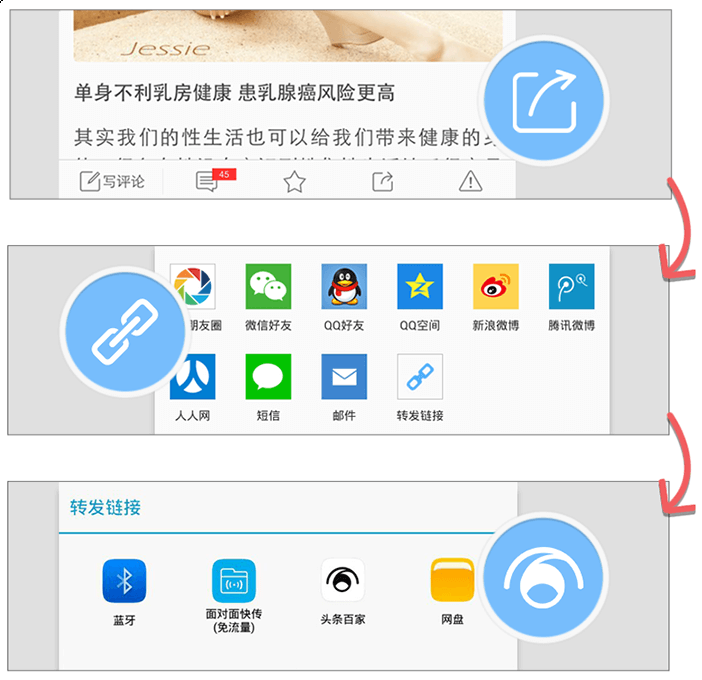 Jessie
单身不利乳房健康 患乳腺癌风险更高
其实我们的性生活也可以给我们带来健康的
写评论
45
朋友圈
微信好友
QQ好友
QQ空间
新浪微博
腾讯微博
人人网
短信
邮件
转发链接
转发链接
蓝牙
面对面快传
(免流量)
头条百家
网盘